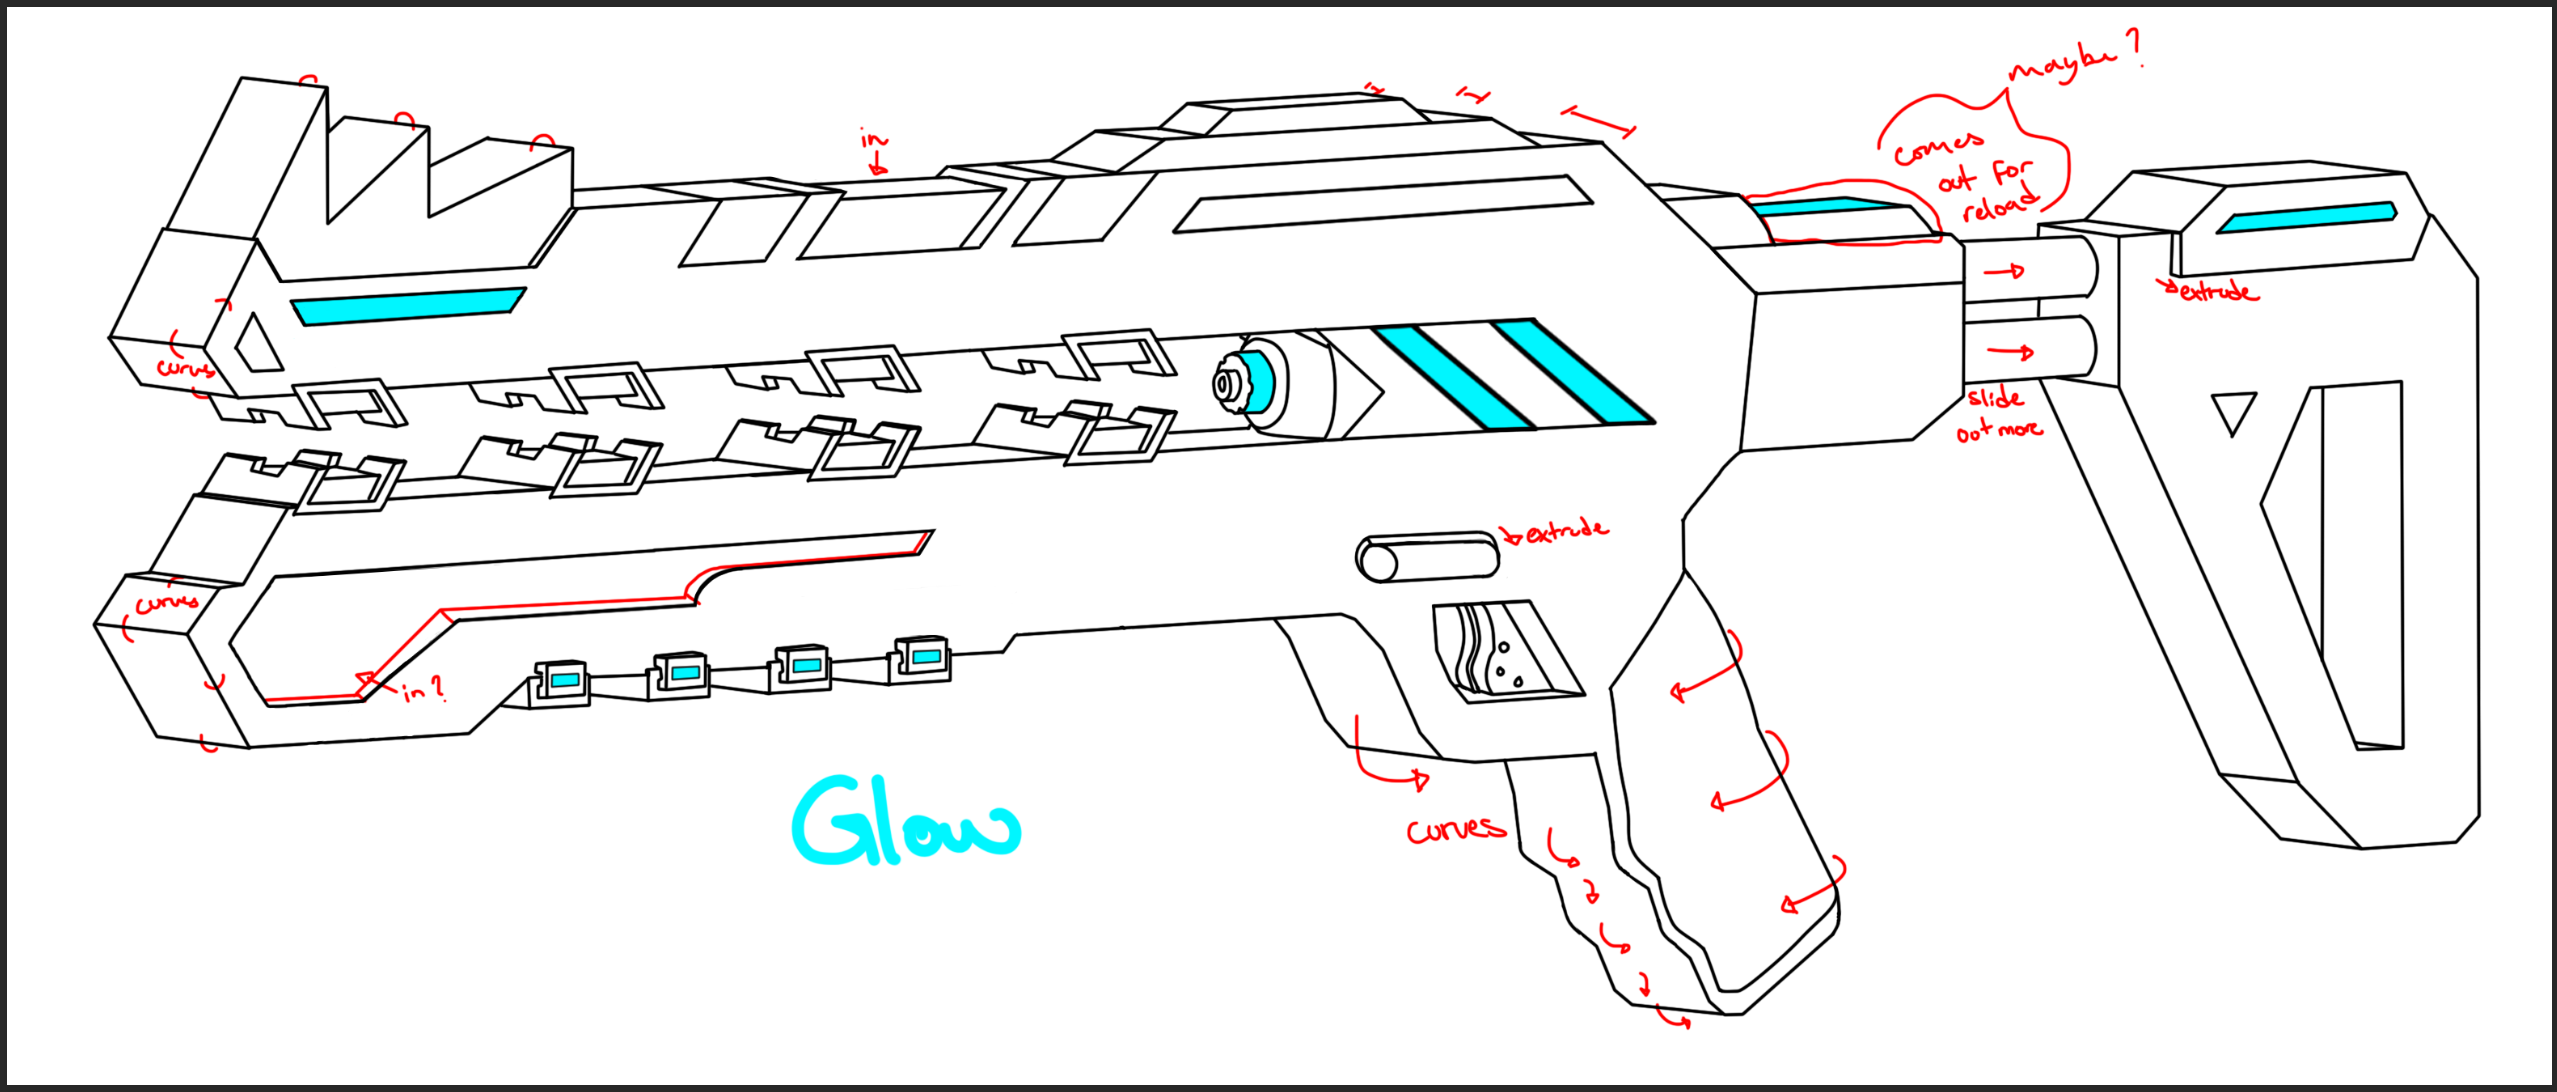 maybe?
comes
out for
reload
in
extrude
curves
slide
out more
extrude
curves
in?
Glow
curves